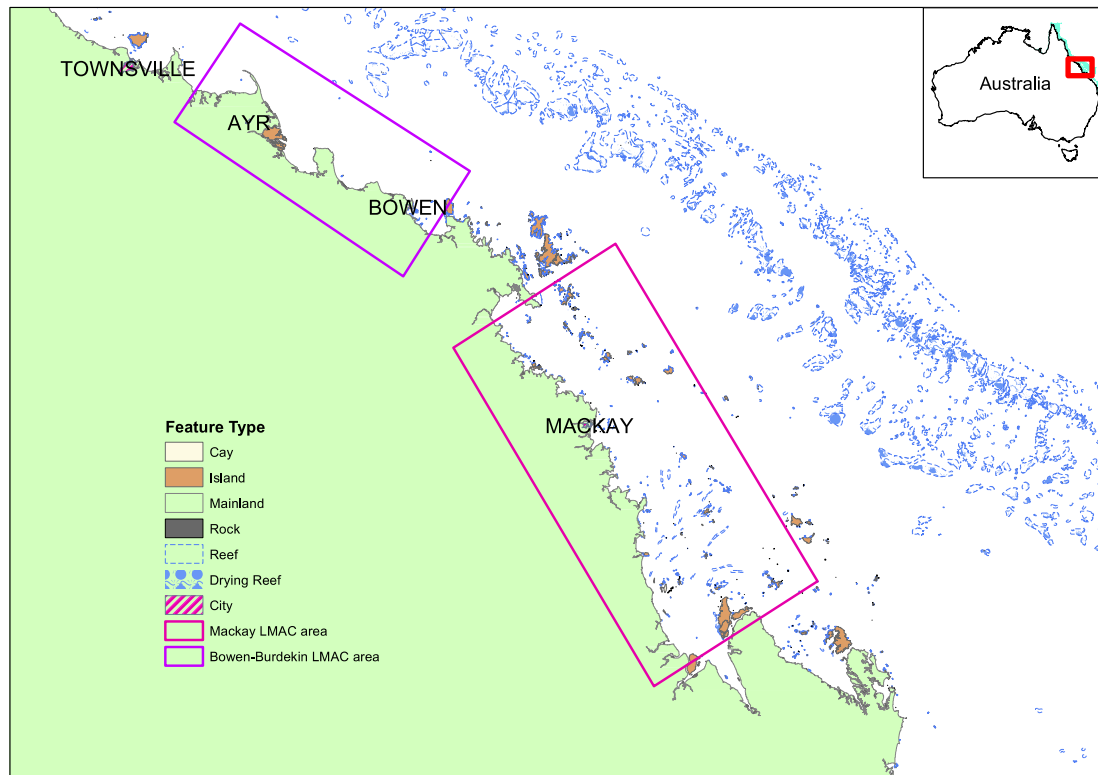 TOWNSVILLE
AYR
BOWEN
MACKAY
Australia
Feature Type
Cay
Island
Mainland
Rock
Reef
Drying Reef
City
Mackay LMAC area
Bowen-Burdekin LMAC area